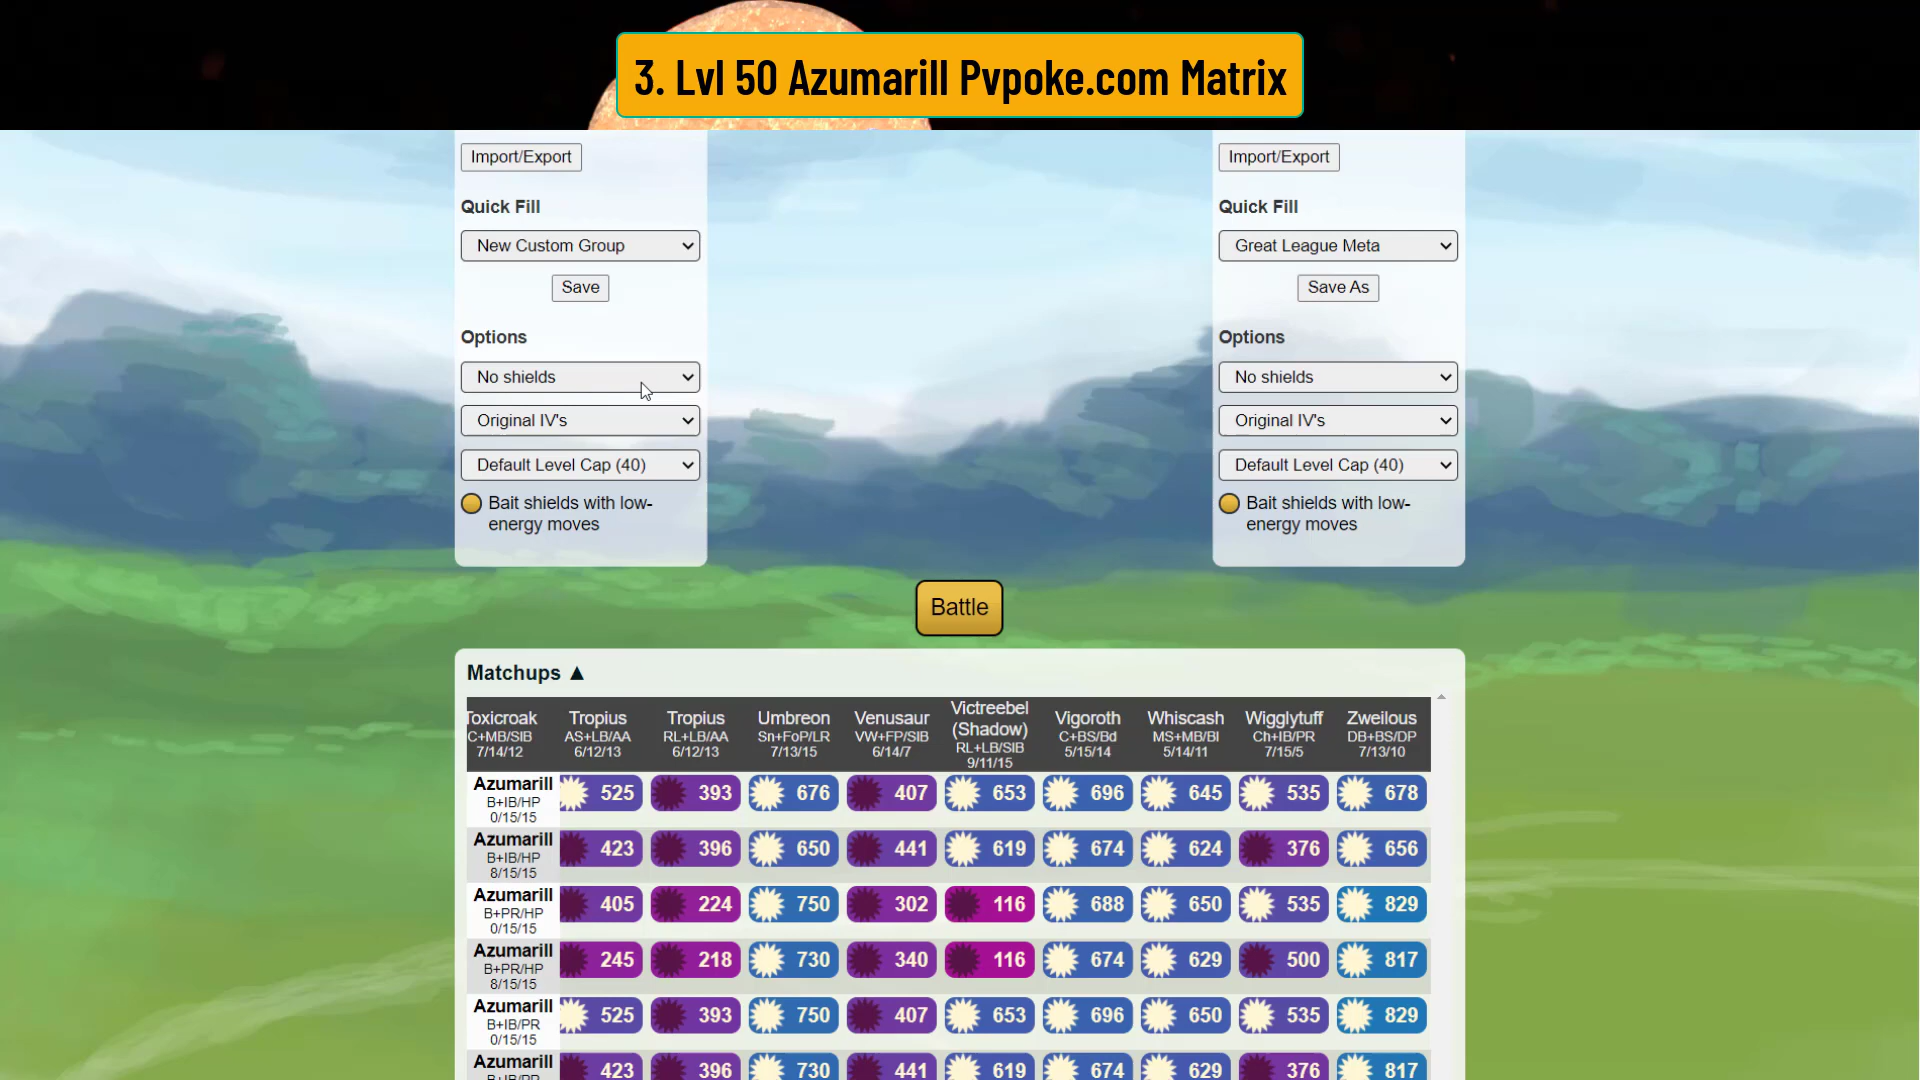 3. Lvl 50 Azumarill Pvpoke.com Matrix
Import/Export
Import/Export
Quick Fill
Quick Fill
New Custom Group
Great League Meta
Save
Save As
Options
Options
No shields
No shields
Original IV's
Original IV's
Default Level Cap (40)
Default Level Cap (40)
Bait shields with low-
energy moves
Bait shields with low-
energy moves
Battle
Matchups ▲
Toxicroak
C+MB/SIB
7/14/12
Tropius
AS+LB/AA
6/12/13
Tropius
RL+LB/AA
6/12/13
Umbreon
Sn+FoP/LR
7/13/15
Venusaur
VW+FP/SIB
6/14/7
Victreebel
(Shadow)
RL+LB/SIB
9/11/15
Vigoroth
C+BS/Bd
5/15/14
Whiscash
MS+MB/Bl
5/14/11
Wigglytuff
Ch+IB/PR
7/15/5
Zweilous
DB+BS/DP
7/13/10
Azumarill
B+IB/HP
0/15/15
525 393 676 407 653 696 645 535 678
Azumarill
B+IB/HP
8/15/15
423 396 650 441 619 674 624 376 656
Azumarill
B+PR/HP
0/15/15
405 224 750 302 116 688 650 535 829
Azumarill
B+PR/HP
8/15/15
245 218 730 340 116 674 629 500 817
Azumarill
B+IB/PR
0/15/15
525 393 750 407 653 696 650 535 829
Azumarill
B+IB/PR
423 396 730 441 619 674 629 376 817